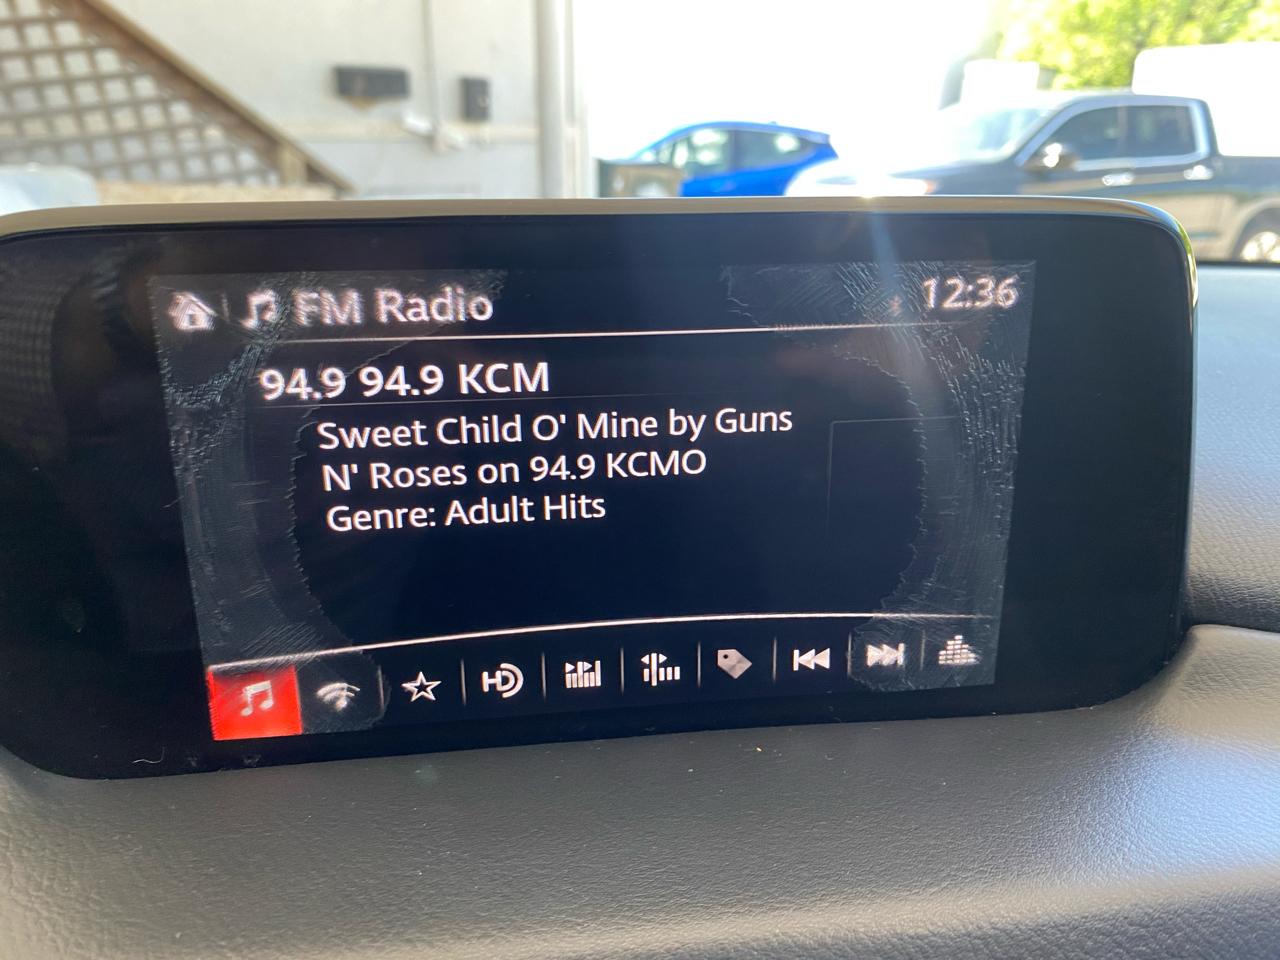 FM Radio
12:36
94.9 94.9 KCM
Sweet Child O' Mine by Guns
N' Roses on 94.9 KCMO
Genre: Adult Hits
HD